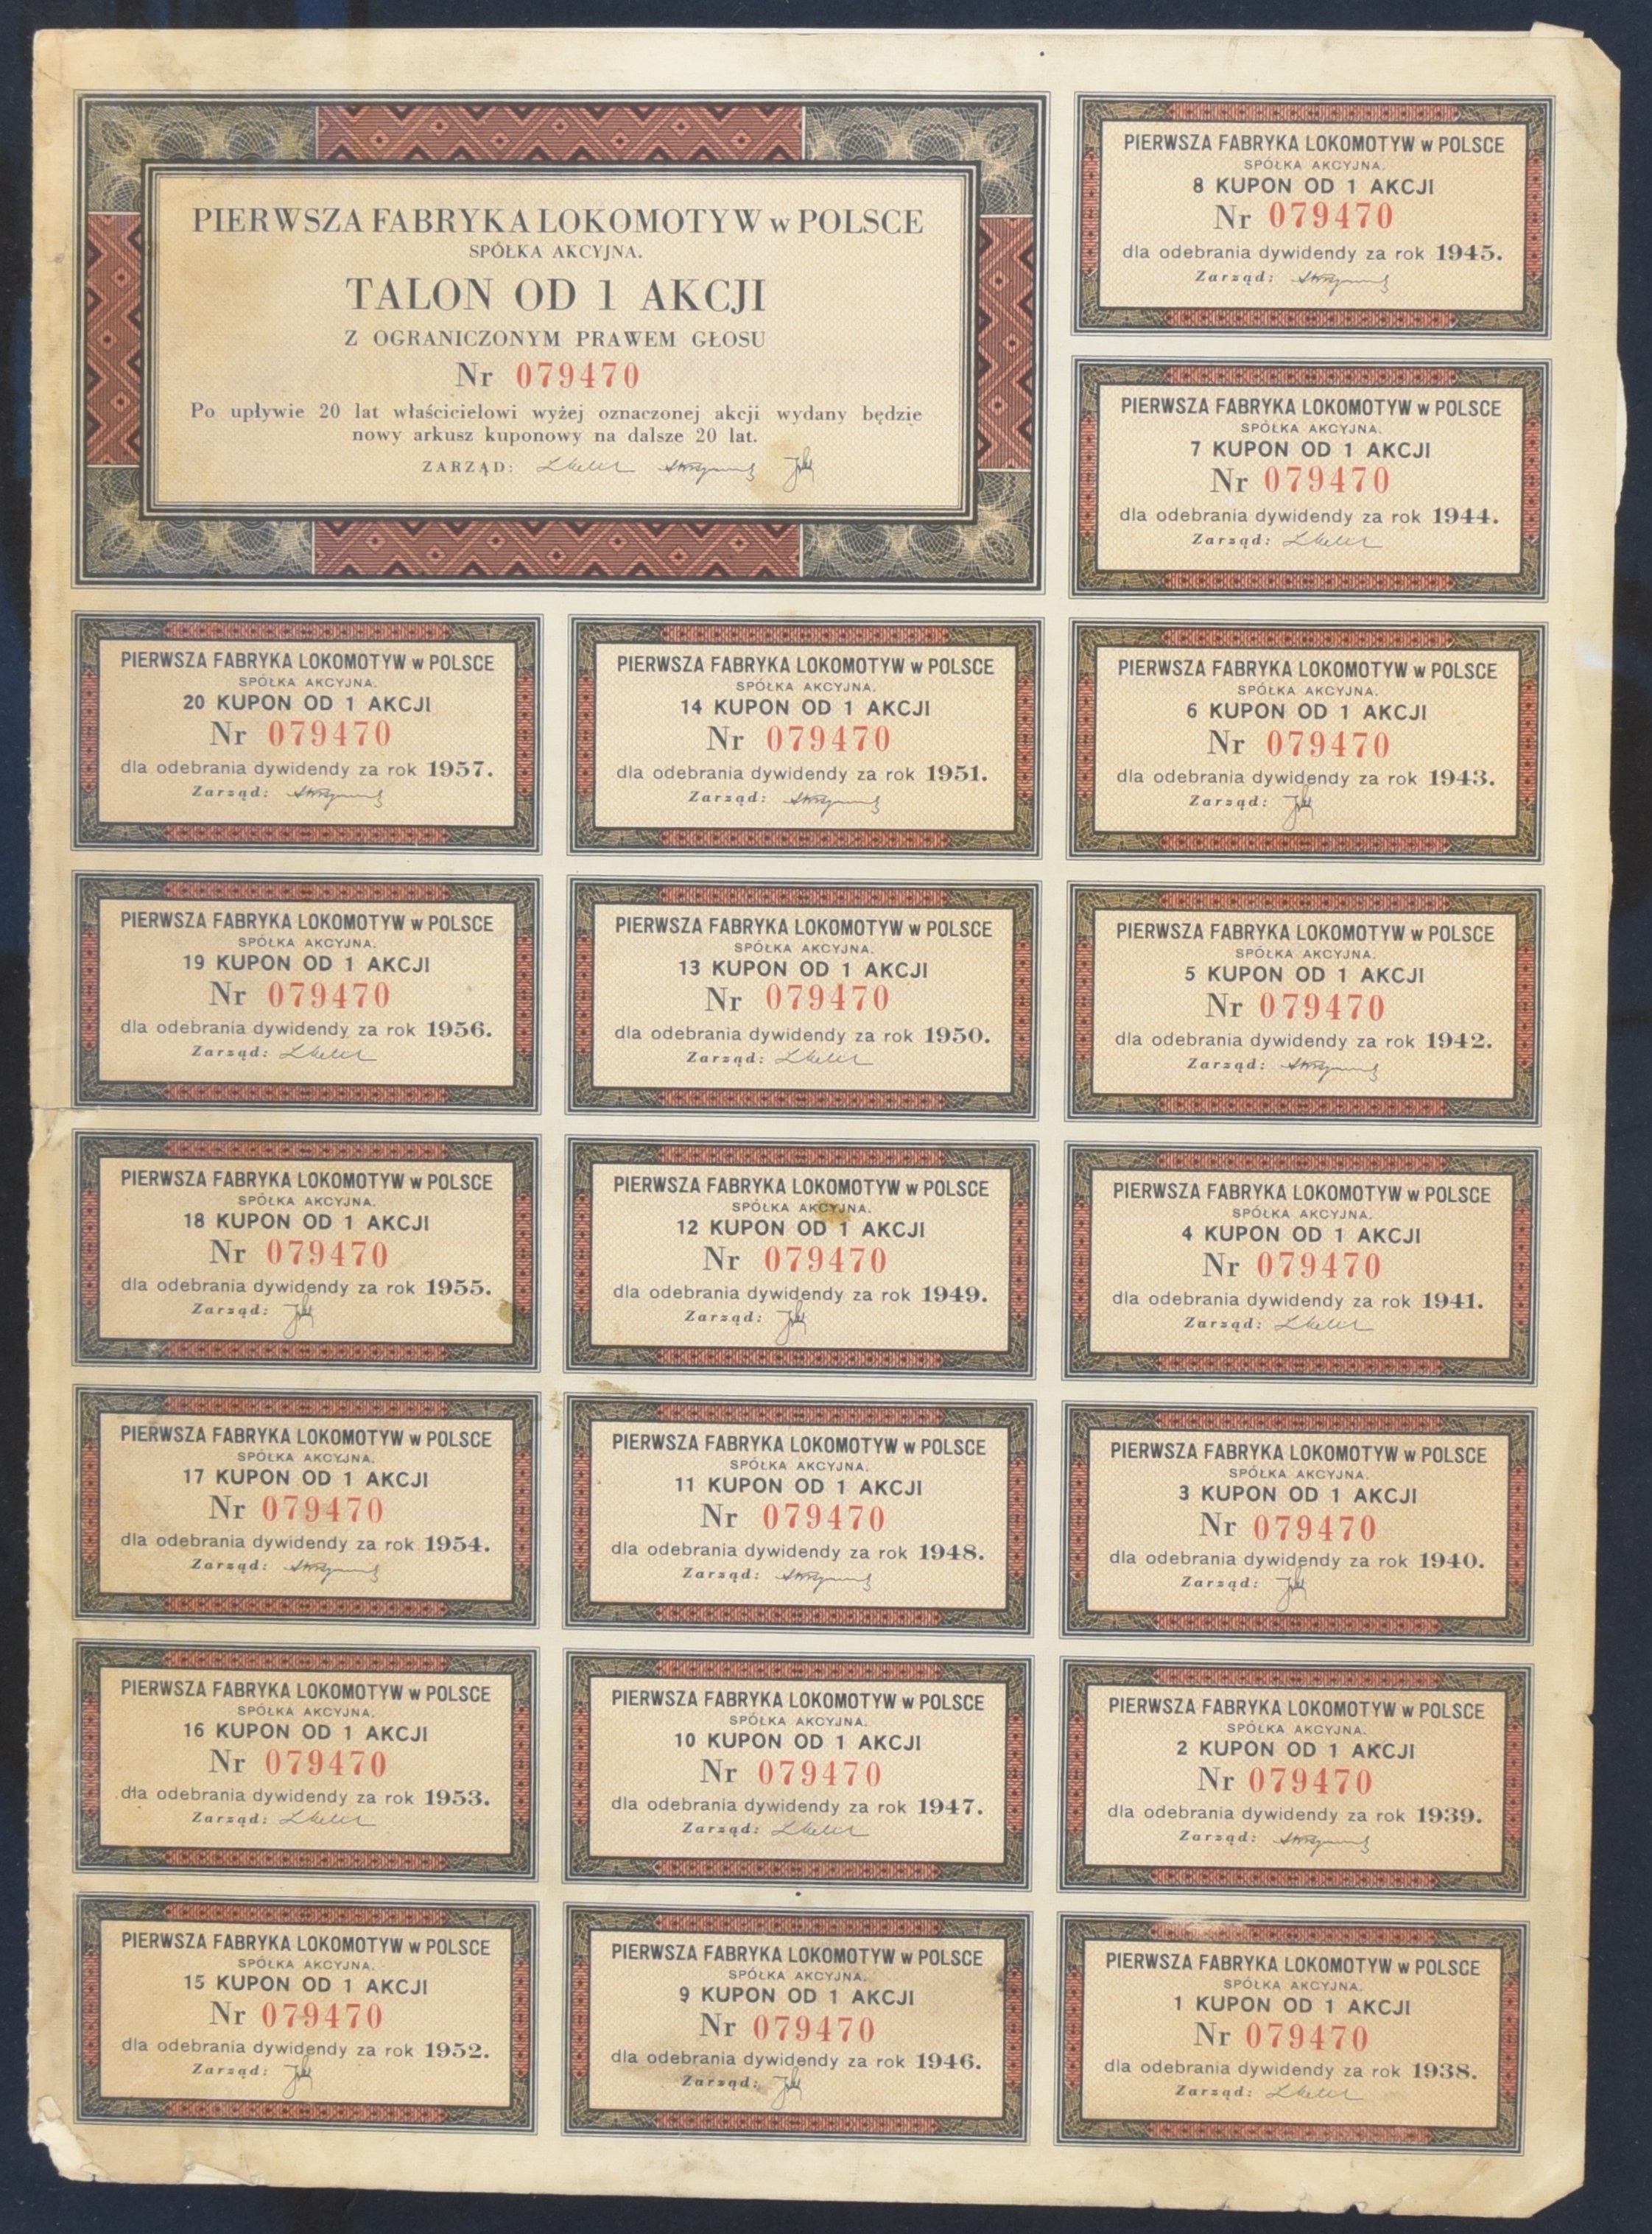 PIERWSZA FABRYKA LOKOMOTYW w POLSCE
SPÓŁKA AKCYJNA.
TALON OD 1 AKCJI
Z OGRANICZONYM PRAWEM GŁOSU
Nr 079470
Po upływie 20 lat właścicielowi wyżej oznaczonej akcji wydany będzie
nowy arkusz kuponowy na dalsze 20 lat.
ZARZĄD:
PIERWSZA FABRYKA LOKOMOTYW w POLSCE
SPÓŁKA AKCYJNA.
8 KUPON OD 1 AKCJI
Nr 079470
dla odebrania dywidendy za rok 1945.
Zarząd:
PIERWSZA FABRYKA LOKOMOTYW w POLSCE
SPÓŁKA AKCYJNA.
7 KUPON OD 1 AKCJI
Nr 079470
dla odebrania dywidendy za rok 1944.
Zarząd:
PIERWSZA FABRYKA LOKOMOTYW w POLSCE
SPÓŁKA AKCYJNA.
20 KUPON OD 1 AKCJI
Nr 079470
dla odebrania dywidendy za rok 1957.
Zarząd:
PIERWSZA FABRYKA LOKOMOTYW w POLSCE
SPÓŁKA AKCYJNA.
14 KUPON OD 1 AKCJI
Nr 079470
dla odebrania dywidendy za rok 1951.
Zarząd:
PIERWSZA FABRYKA LOKOMOTYW w POLSCE
SPÓŁKA AKCYJNA.
6 KUPON OD 1 AKCJI
Nr 079470
dla odebrania dywidendy za rok 1943.
Zarząd:
PIERWSZA FABRYKA LOKOMOTYW w POLSCE
SPÓŁKA AKCYJNA.
19 KUPON OD 1 AKCJI
Nr 079470
dla odebrania dywidendy za rok 1956.
Zarząd:
PIERWSZA FABRYKA LOKOMOTYW w POLSCE
SPÓŁKA AKCYJNA.
13 KUPON OD 1 AKCJI
Nr 079470
dla odebrania dywidendy za rok 1950.
Zarząd:
PIERWSZA FABRYKA LOKOMOTYW w POLSCE
SPÓŁKA AKCYJNA.
5 KUPON OD 1 AKCJI
Nr 079470
dla odebrania dywidendy za rok 1942.
Zarząd:
PIERWSZA FABRYKA LOKOMOTYW w POLSCE
SPÓŁKA AKCYJNA.
18 KUPON OD 1 AKCJI
Nr 079470
dla odebrania dywidendy za rok 1955.
Zarząd:
PIERWSZA FABRYKA LOKOMOTYW w POLSCE
SPÓŁKA AKCYJNA.
12 KUPON OD 1 AKCJI
Nr 079470
dla odebrania dywidendy za rok 1949.
Zarząd:
PIERWSZA FABRYKA LOKOMOTYW w POLSCE
SPÓŁKA AKCYJNA.
4 KUPON OD 1 AKCJI
Nr 079470
dla odebrania dywidendy za rok 1941.
Zarząd:
PIERWSZA FABRYKA LOKOMOTYW w POLSCE
SPÓŁKA AKCYJNA.
17 KUPON OD 1 AKCJI
Nr 079470
dla odebrania dywidendy za rok 1954.
Zarząd:
PIERWSZA FABRYKA LOKOMOTYW w POLSCE
SPÓŁKA AKCYJNA.
11 KUPON OD 1 AKCJI
Nr 079470
dla odebrania dywidendy za rok 1948.
Zarząd:
PIERWSZA FABRYKA LOKOMOTYW w POLSCE
SPÓŁKA AKCYJNA.
3 KUPON OD 1 AKCJI
Nr 079470
dla odebrania dywidendy za rok 1940.
Zarząd:
PIERWSZA FABRYKA LOKOMOTYW w POLSCE
SPÓŁKA AKCYJNA.
16 KUPON OD 1 AKCJI
Nr 079470
dla odebrania dywidendy za rok 1953.
Zarząd:
PIERWSZA FABRYKA LOKOMOTYW w POLSCE
SPÓŁKA AKCYJNA.
10 KUPON OD 1 AKCJI
Nr 079470
dla odebrania dywidendy za rok 1947.
Zarząd:
PIERWSZA FABRYKA LOKOMOTYW w POLSCE
SPÓŁKA AKCYJNA.
2 KUPON OD 1 AKCJI
Nr 079470
dla odebrania dywidendy za rok 1939.
Zarząd:
PIERWSZA FABRYKA LOKOMOTYW w POLSCE
SPÓŁKA AKCYJNA.
15 KUPON OD 1 AKCJI
Nr 079470
dla odebrania dywidendy za rok 1952.
Zarząd:
PIERWSZA FABRYKA LOKOMOTYW w POLSCE
SPÓŁKA AKCYJNA.
9 KUPON OD 1 AKCJI
Nr 079470
dla odebrania dywidendy za rok 1946.
Zarząd:
PIERWSZA FABRYKA LOKOMOTYW w POLSCE
SPÓŁKA AKCYJNA.
1 KUPON OD 1 AKCJI
Nr 079470
dla odebrania dywidendy za rok 1938.
Zarząd: